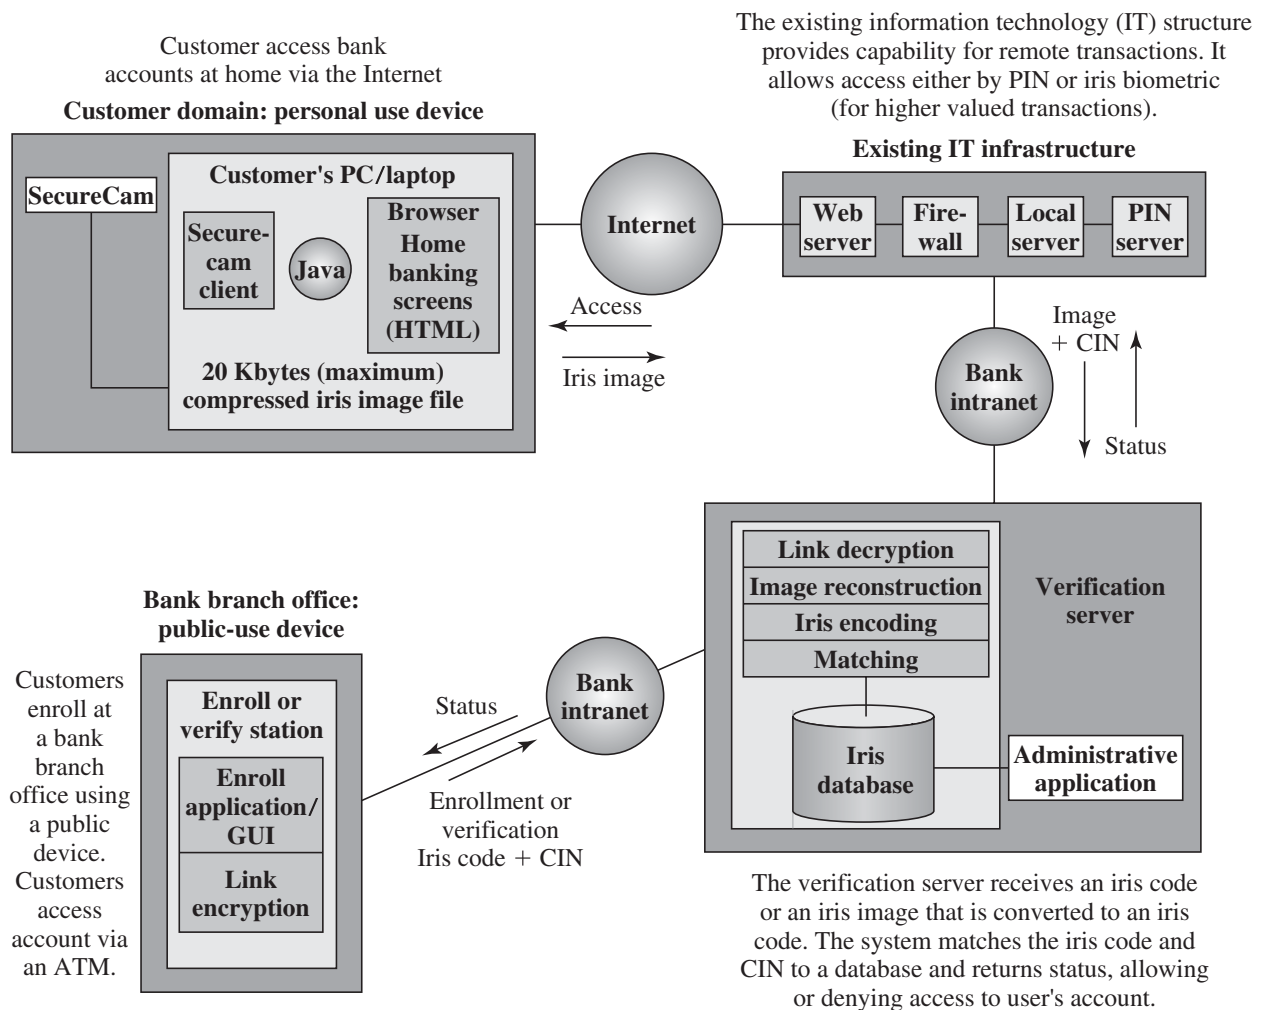 Customer access bank
accounts at home via the Internet
Customer domain: personal use device
SecureCam
Customer's PC/laptop
Secure-
cam
client
Java
Browser
Home
banking
screens
(HTML)
20 Kbytes (maximum)
compressed iris image file
Internet
Access
Iris image
The existing information technology (IT) structure
provides capability for remote transactions. It
allows access either by PIN or iris biometric
(for higher valued transactions).
Existing IT infrastructure
Web
server
Fire-
wall
Local
server
PIN
server
Bank
intranet
Image
+ CIN
Status
Link decryption
Image reconstruction
Iris encoding
Matching
Iris
database
Verification
server
Administrative
application
The verification server receives an iris code
or an iris image that is converted to an iris
code. The system matches the iris code and
CIN to a database and returns status, allowing
or denying access to user's account.
Bank branch office:
public-use device
Customers
enroll at
a bank
branch
office using
a public
device.
Customers
access
account via
an ATM.
Enroll or
verify station
Enroll
application/
GUI
Link
encryption
Status
Bank
intranet
Enrollment or
verification
Iris code + CIN